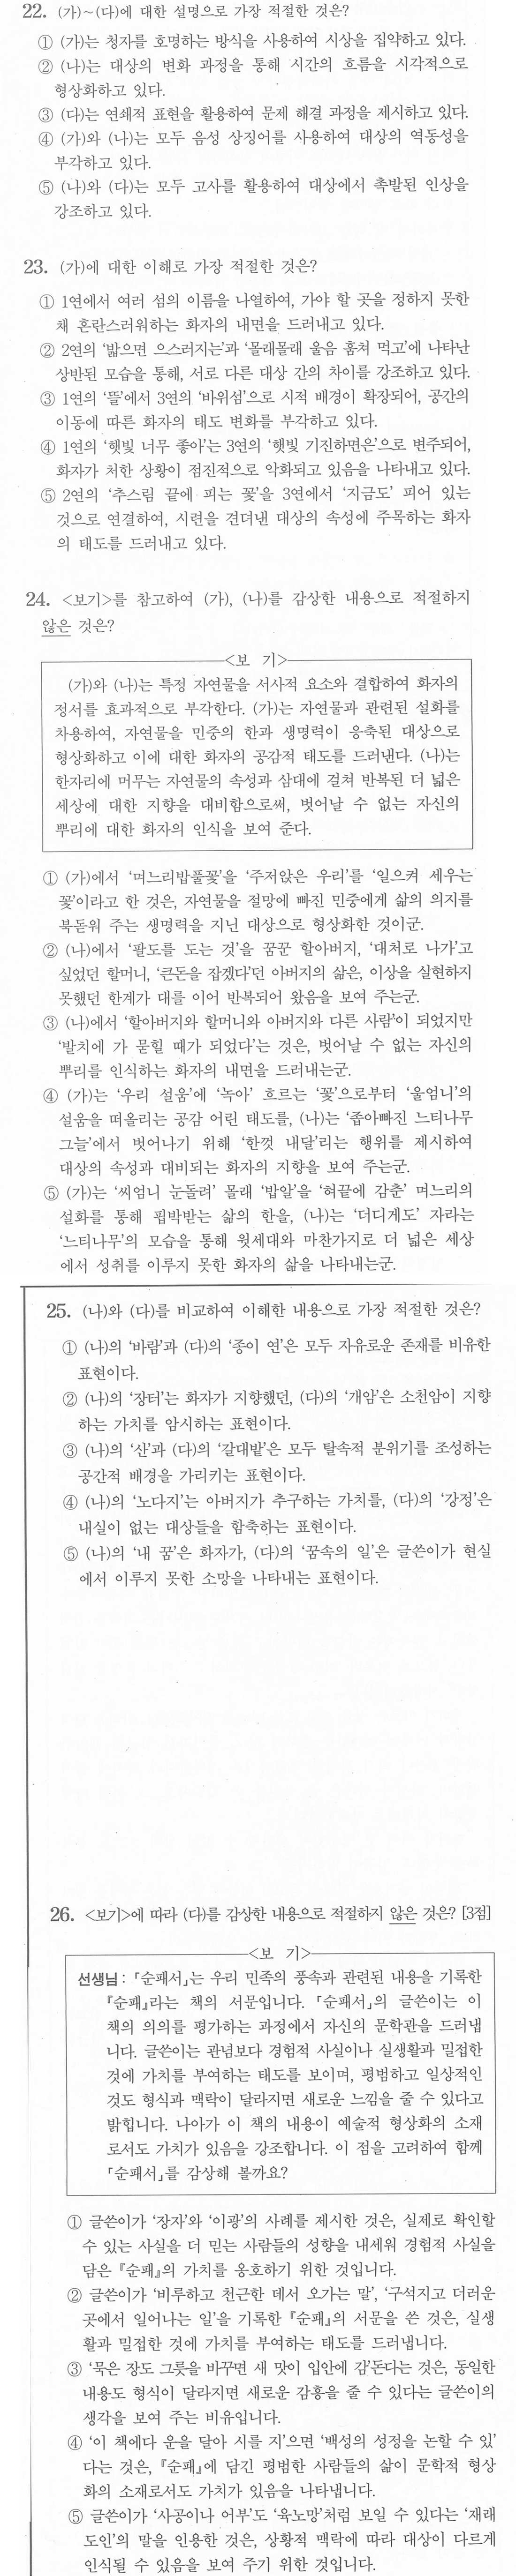 22. (가)~(다)에 대한 설명으로 가장 적절한 것은?
① (가)는 청자를 호명하는 방식을 사용하여 시상을 집약하고 있다.
② (나)는 대상의 변화 과정을 통해 시간의 흐름을 시각적으로
형상화하고 있다.
③ (다)는 연쇄적 표현을 활용하여 문제 해결 과정을 제시하고 있다.
④ (가)와 (나)는 모두 음성 상징어를 사용하여 대상의 역동성을
부각하고 있다.
⑤ (나)와 (다)는 모두 고사를 활용하여 대상에서 촉발된 인상을
강조하고 있다.
23. (가)에 대한 이해로 가장 적절한 것은?
① 1연에서 여러 섬의 이름을 나열하여, 가야 할 곳을 정하지 못한
채 혼란스러워하는 화자의 내면을 드러내고 있다.
② 2연의 ‘밟으면 으스러지는’과 ‘몰래몰래 울음 훔쳐 먹고’에 나타난
상반된 모습을 통해, 서로 다른 대상 간의 차이를 강조하고 있다.
③ 1연의 ‘뜰’에서 3연의 ‘바위섬’으로 시적 배경이 확장되어, 공간의
이동에 따른 화자의 태도 변화를 부각하고 있다.
④ 1연의 ‘햇빛 너무 좋아’는 3연의 ‘햇빛 기진하면은’으로 변주되어,
화자가 처한 상황이 점진적으로 악화되고 있음을 나타내고 있다.
⑤ 2연의 ‘추스림 끝에 피는 꽃’을 3연에서 ‘지금도’ 피어 있는
것으로 연결하여, 시련을 견뎌낸 대상의 속성에 주목하는 화자
의 태도를 드러내고 있다.
24. <보기>를 참고하여 (가), (나)를 감상한 내용으로 적절하지
않은 것은?
<보 기>
(가)와 (나)는 특정 자연물을 서사적 요소와 결합하여 화자의
정서를 효과적으로 부각한다. (가)는 자연물과 관련된 설화를
차용하여, 자연물을 민중의 한과 생명력이 응축된 대상으로
형상화하고 이에 대한 화자의 공감적 태도를 드러낸다. (나)는
한자리에 머무는 자연물의 속성과 삼대에 걸쳐 반복된 더 넓은
세상에 대한 지향을 대비함으로써, 벗어날 수 없는 자신의
뿌리에 대한 화자의 인식을 보여 준다.
① (가)에서 ‘며느리밥풀꽃’을 ‘주저앉은 우리’를 ‘일으켜 세우는
꽃’이라고 한 것은, 자연물을 절망에 빠진 민중에게 삶의 의지를
북돋워 주는 생명력을 지닌 대상으로 형상화한 것이군.
② (나)에서 ‘팔도를 도는 것’을 꿈꾼 할아버지, ‘대처로 나가’고
싶었던 할머니, ‘큰돈을 잡겠다’던 아버지의 삶은, 이상을 실현하지
못했던 한계가 대를 이어 반복되어 왔음을 보여 주는군.
③ (나)에서 ‘할아버지와 할머니와 아버지와 다른 사람’이 되었지만
‘발치에 가 묻힐 때가 되었다’는 것은, 벗어날 수 없는 자신의
뿌리를 인식하는 화자의 내면을 드러내는군.
④ (가)는 ‘우리 설움’에 ‘녹아’ 흐르는 ‘꽃’으로부터 ‘울엄니’의
설움을 떠올리는 공감 어린 태도를, (나)는 ‘좁아빠진 느티나무
그늘’에서 벗어나기 위해 ‘한껏 내달’리는 행위를 제시하여
대상의 속성과 대비되는 화자의 지향을 보여 주는군.
⑤ (가)는 ‘씨엄니 눈돌려’ 몰래 ‘밥알’을 ‘혀끝에 감춘’ 며느리의
설화를 통해 핍박받는 삶의 한을, (나)는 ‘더디게도’ 자라는
‘느티나무’의 모습을 통해 윗세대와 마찬가지로 더 넓은 세상
에서 성취를 이루지 못한 화자의 삶을 나타내는군.
25. (나)와 (다)를 비교하여 이해한 내용으로 가장 적절한 것은?
① (나)의 ‘바람’과 (다)의 ‘종이 연’은 모두 자유로운 존재를 비유한
표현이다.
② (나)의 ‘장터’는 화자가 지향했던, (다)의 ‘개암’은 소천암이 지향
하는 가치를 암시하는 표현이다.
③ (나)의 ‘산’과 (다)의 ‘갈대밭’은 모두 탈속적 분위기를 조성하는
공간적 배경을 가리키는 표현이다.
④ (나)의 ‘노다지’는 아버지가 추구하는 가치를, (다)의 ‘강정’은
내실이 없는 대상들을 함축하는 표현이다.
⑤ (나)의 ‘내 꿈’은 화자가, (다)의 ‘꿈속의 일’은 글쓴이가 현실
에서 이루지 못한 소망을 나타내는 표현이다.
26. <보기>에 따라 (다)를 감상한 내용으로 적절하지 않은 것은? [3점]
<보 기>
선생님 : 「순패서」는 우리 민족의 풍속과 관련된 내용을 기록한
『순패』라는 책의 서문입니다. 「순패서」의 글쓴이는 이
책의 의의를 평가하는 과정에서 자신의 문학관을 드러냅
니다. 글쓴이는 관념보다 경험적 사실이나 실생활과 밀접한
것에 가치를 부여하는 태도를 보이며, 평범하고 일상적인
것도 형식과 맥락이 달라지면 새로운 느낌을 줄 수 있다고
밝힙니다. 나아가 이 책의 내용이 예술적 형상화의 소재
로서도 가치가 있음을 강조합니다. 이 점을 고려하여 함께
「순패서」를 감상해 볼까요?
① 글쓴이가 ‘장자’와 ‘이광’의 사례를 제시한 것은, 실제로 확인할
수 있는 사실을 더 믿는 사람들의 성향을 내세워 경험적 사실을
담은 『순패』의 가치를 옹호하기 위한 것입니다.
② 글쓴이가 ‘비루하고 천근한 데서 오가는 말’, ‘구석지고 더러운
곳에서 일어나는 일’을 기록한 『순패』의 서문을 쓴 것은, 실생
활과 밀접한 것에 가치를 부여하는 태도를 드러냅니다.
③ ‘묵은 장도 그릇을 바꾸면 새 맛이 입안에 감’돈다는 것은, 동일한
내용도 형식이 달라지면 새로운 감흥을 줄 수 있다는 글쓴이의
생각을 보여 주는 비유입니다.
④ ‘이 책에다 운을 달아 시를 지’으면 ‘백성의 성정을 논할 수 있’
다는 것은, 『순패』에 담긴 평범한 사람들의 삶이 문학적 형상
화의 소재로서도 가치가 있음을 나타냅니다.
⑤ 글쓴이가 ‘사공이나 어부’도 ‘육노망’처럼 보일 수 있다는 ‘재래
도인’의 말을 인용한 것은, 상황적 맥락에 따라 대상이 다르게
인식될 수 있음을 보여 주기 위한 것입니다.